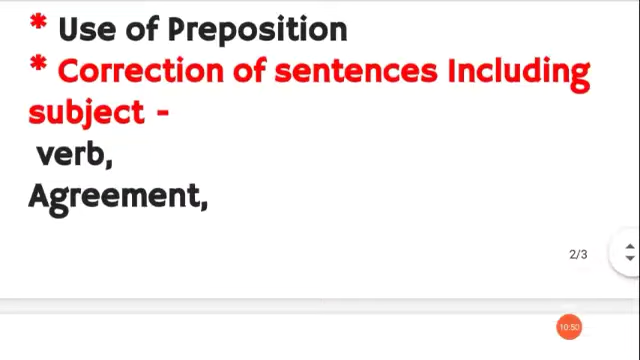 * Use of Preposition
* Correction of sentences Including
subject -
verb,
Agreement,
2/3
10:50